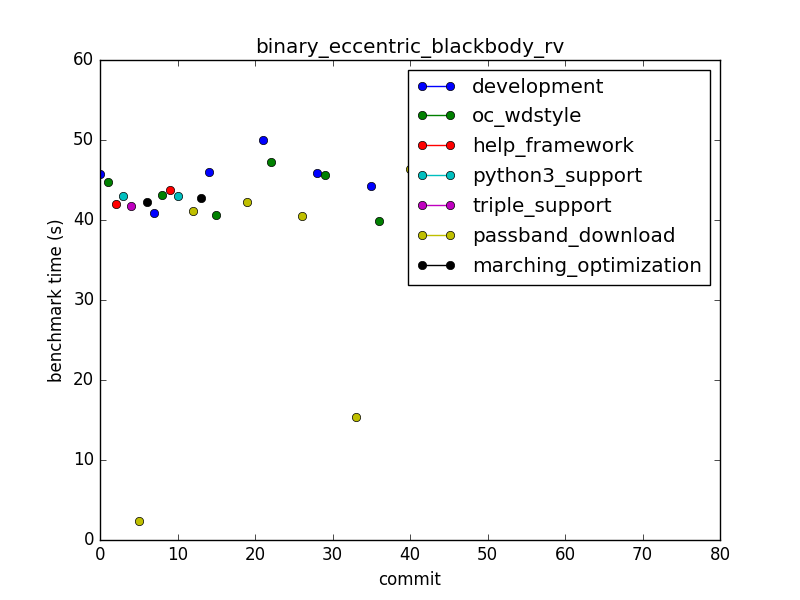 binary_eccentric_blackbody_rv
development
oc_wdstyle
help_framework
python3_support
triple_support
passband_download
marching_optimization
benchmark time (s)
60
50
40
30
20
10
0
0 10 20 30 40 50 60 70 80
commit